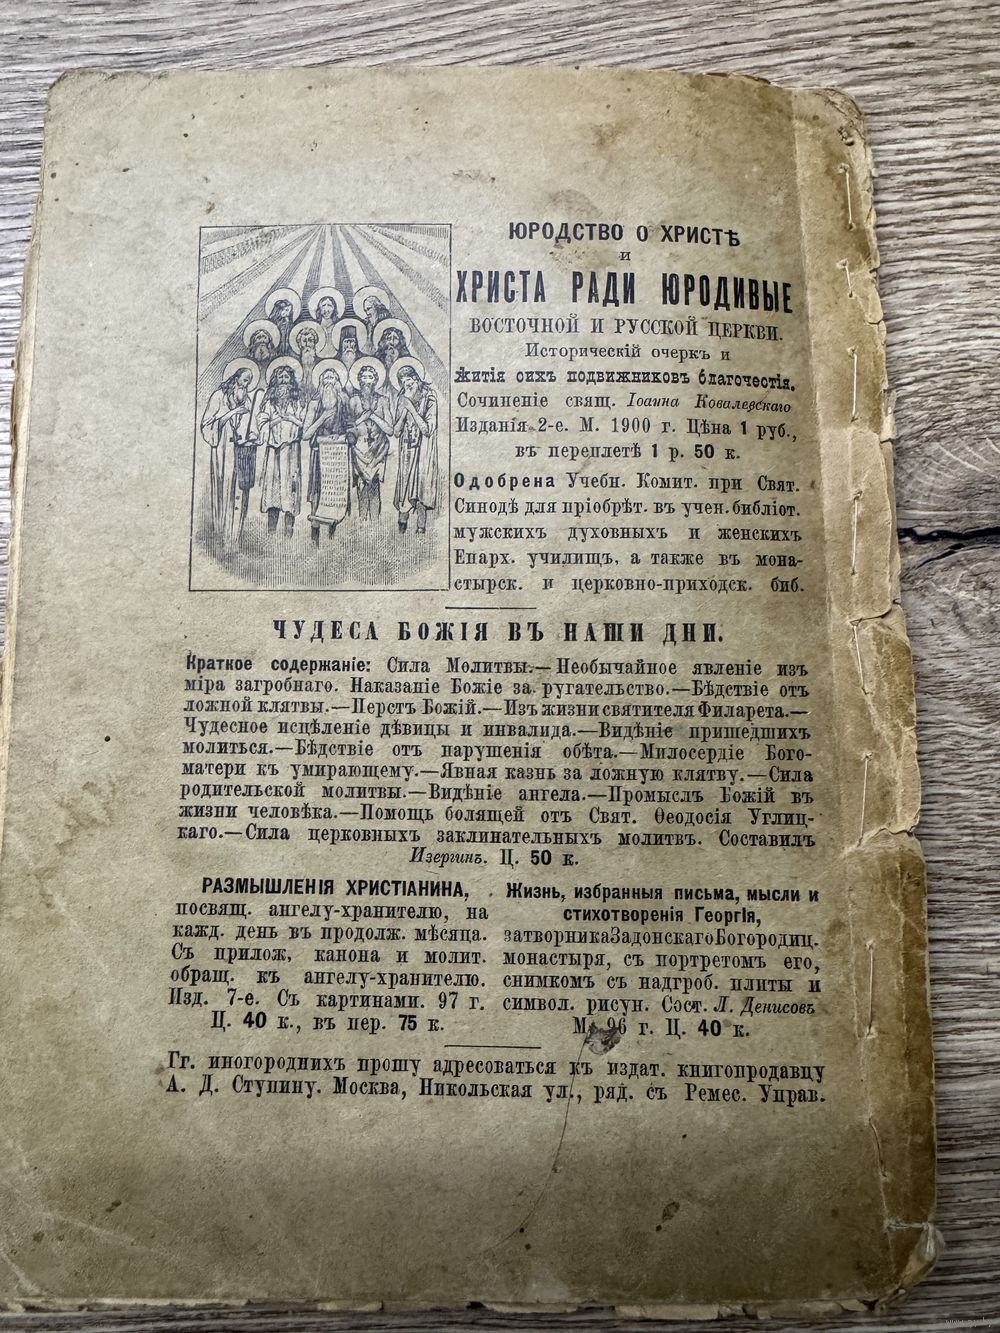 ЮРОДСТВО О ХРИСТѢ
и
ХРИСТА РАДИ ЮРОДИВЫЕ
ВОСТОЧНОЙ И РУССКОЙ ЦЕРКВИ.
Историческій очеркъ и
житія сихъ подвижниковъ благочестія.
Сочиненіе свящ. Іоанна Ковалевскаго
Изданія 2-е. М. 1900 г. Цѣна 1 руб.,
въ переплетѣ 1 р. 50 к.
Одобрена Учебн. Комит. при Свят.
Синодѣ для пріобрѣт. въ учен. библіот.
мужскихъ духовныхъ и женскихъ
Епарх. училищъ, а также въ мона-
стырск. и церковно-приходск. биб.
ЧУДЕСА БОЖІЯ ВЪ НАШИ ДНИ.
Краткое содержаніе: Сила Молитвы.—Необычайное явленіе изъ
міра загробнаго. Наказаніе Божіе за ругательство.—Бѣдствіе отъ
ложной клятвы.—Перстъ Божій.—Изъ жизни святителя Филарета.—
Чудесное исцѣленіе дѣвицы и инвалида.—Видѣніе пришедшихъ
молиться.—Бѣдствіе отъ нарушенія обѣта.—Милосердіе Бого-
матери къ умирающему.—Явная казнь за ложную клятву.—Сила
родительской молитвы.—Видѣніе ангела.—Промыслъ Божій въ
жизни человѣка.—Помощь болящей отъ Свят. Ѳеодосія Углиц-
каго.—Сила церковныхъ заклинательныхъ молитвъ. Составилъ
Изергинъ. Ц. 50 к.
РАЗМЫШЛЕНІЯ ХРИСТІАНИНА,
посвящ. ангелу-хранителю, на
кажд. день въ продолж. мѣсяца.
Съ прилож. канона и молит.
обращ. къ ангелу-хранителю.
Изд. 7-е. Съ картинами. 97 г.
Ц. 40 к., въ пер. 75 к.
Жизнь, избранныя письма, мысли и
стихотворенія Георгія,
затворника Задонскаго Богородиц.
монастыря, съ портретомъ его,
снимкомъ съ надгроб. плиты и
символ. рисун. Сост. Л. Денисовъ
М. 96 г. Ц. 40 к.
Гг. иногороднихъ прошу адресоваться къ издат. книгопродавцу
А. Д. Ступину. Москва, Никольская ул., ряд. съ Ремес. Управ.